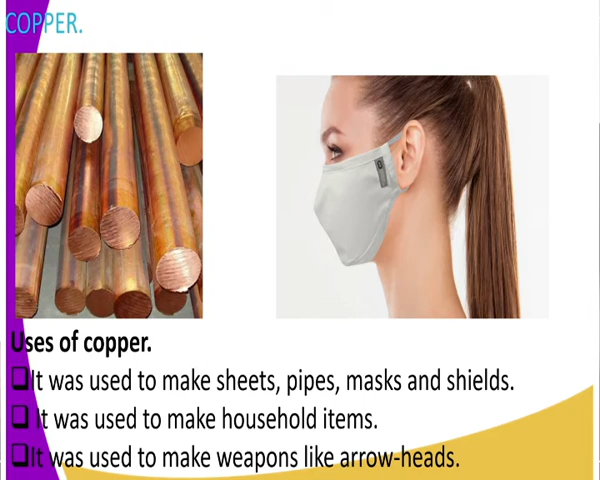 COPPER.
Uses of copper.
It was used to make sheets, pipes, masks and shields.
It was used to make household items.
It was used to make weapons like arrow-heads.